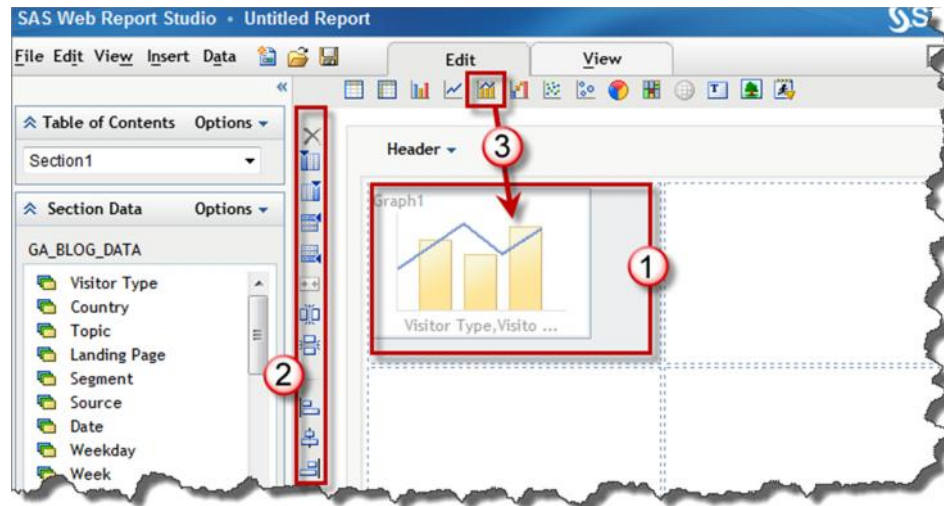 SAS Web Report Studio • Untitled Report
File Edit View Insert Data
Edit
View
Table of Contents Options
Section1
Section Data Options
GA_BLOG_DATA
Visitor Type
Country
Topic
Landing Page
Segment
Source
Date
Weekday
Week
Header
3
Graph1
Visitor Type,Visito ...
1
2